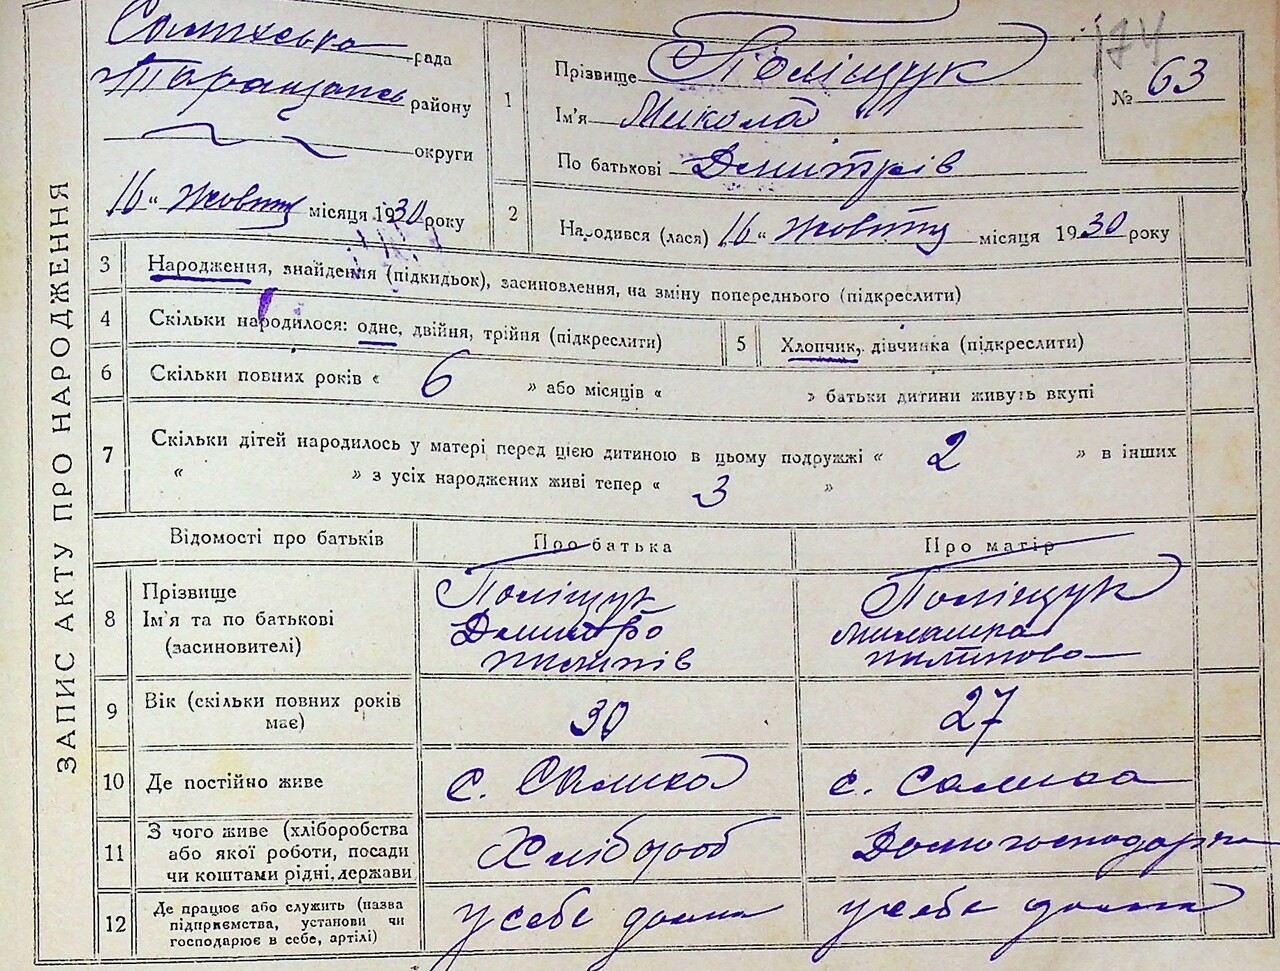 ЗАПИС АКТУ ПРО НАРОДЖЕННЯ
рада
району
округи
16 " жовтня місяця 1930 року
174
№ 63
1
Прізвище Поліщук
Ім'я Микола
По батькові Дмитрів
2
Народився (лася) 16 " жовтня місяця 1930 року
3 Народження, знайдення (підкидьок), засиновлення, на зміну попереднього (підкреслити)
4 Скільки народилося: одне, двійня, трійня (підкреслити)
5 Хлопчик, дівчинка (підкреслити)
6 Скільки повних років « 6 » або місяців « » батьки дитини живуть вкупі
7 Скільки дітей народилось у матері перед цією дитиною в цьому подружжі « 2 » в інших
« » з усіх народжених живі тепер « 3 »
Відомості про батьків Про батька Про матір
8
Прізвище
Ім'я та по батькові
(засиновителі)
Поліщук
Дмитро
Пилипів
Поліщук
9
Вік (скільки повних років
має)
30
27
10 Де постійно живе
с. Салиха
с. Салиха
11
З чого живе (хліборобства
або якої роботи, посади
чи коштами рідні, держави
Хлібороб
Домогосподарка
12
Де працює або служить (назва
підприємства, установи чи
господарює в себе, артілі)
у себе дома
у себе дома